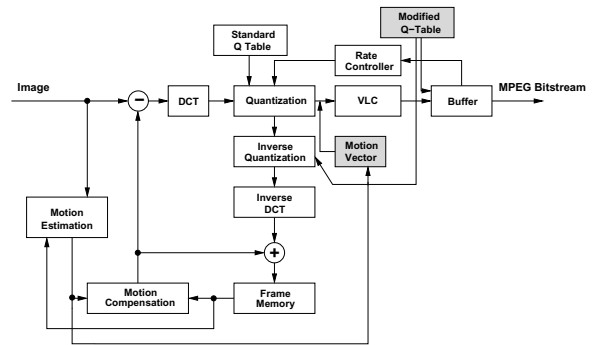 Modified
Q-Table
Standard
Q Table
Rate
Controller
Image
MPEG Bitstream
−
DCT
Quantization
VLC
Buffer
Inverse
Quantization
Motion
Vector
Inverse
DCT
Motion
Estimation
+
Motion
Compensation
Frame
Memory